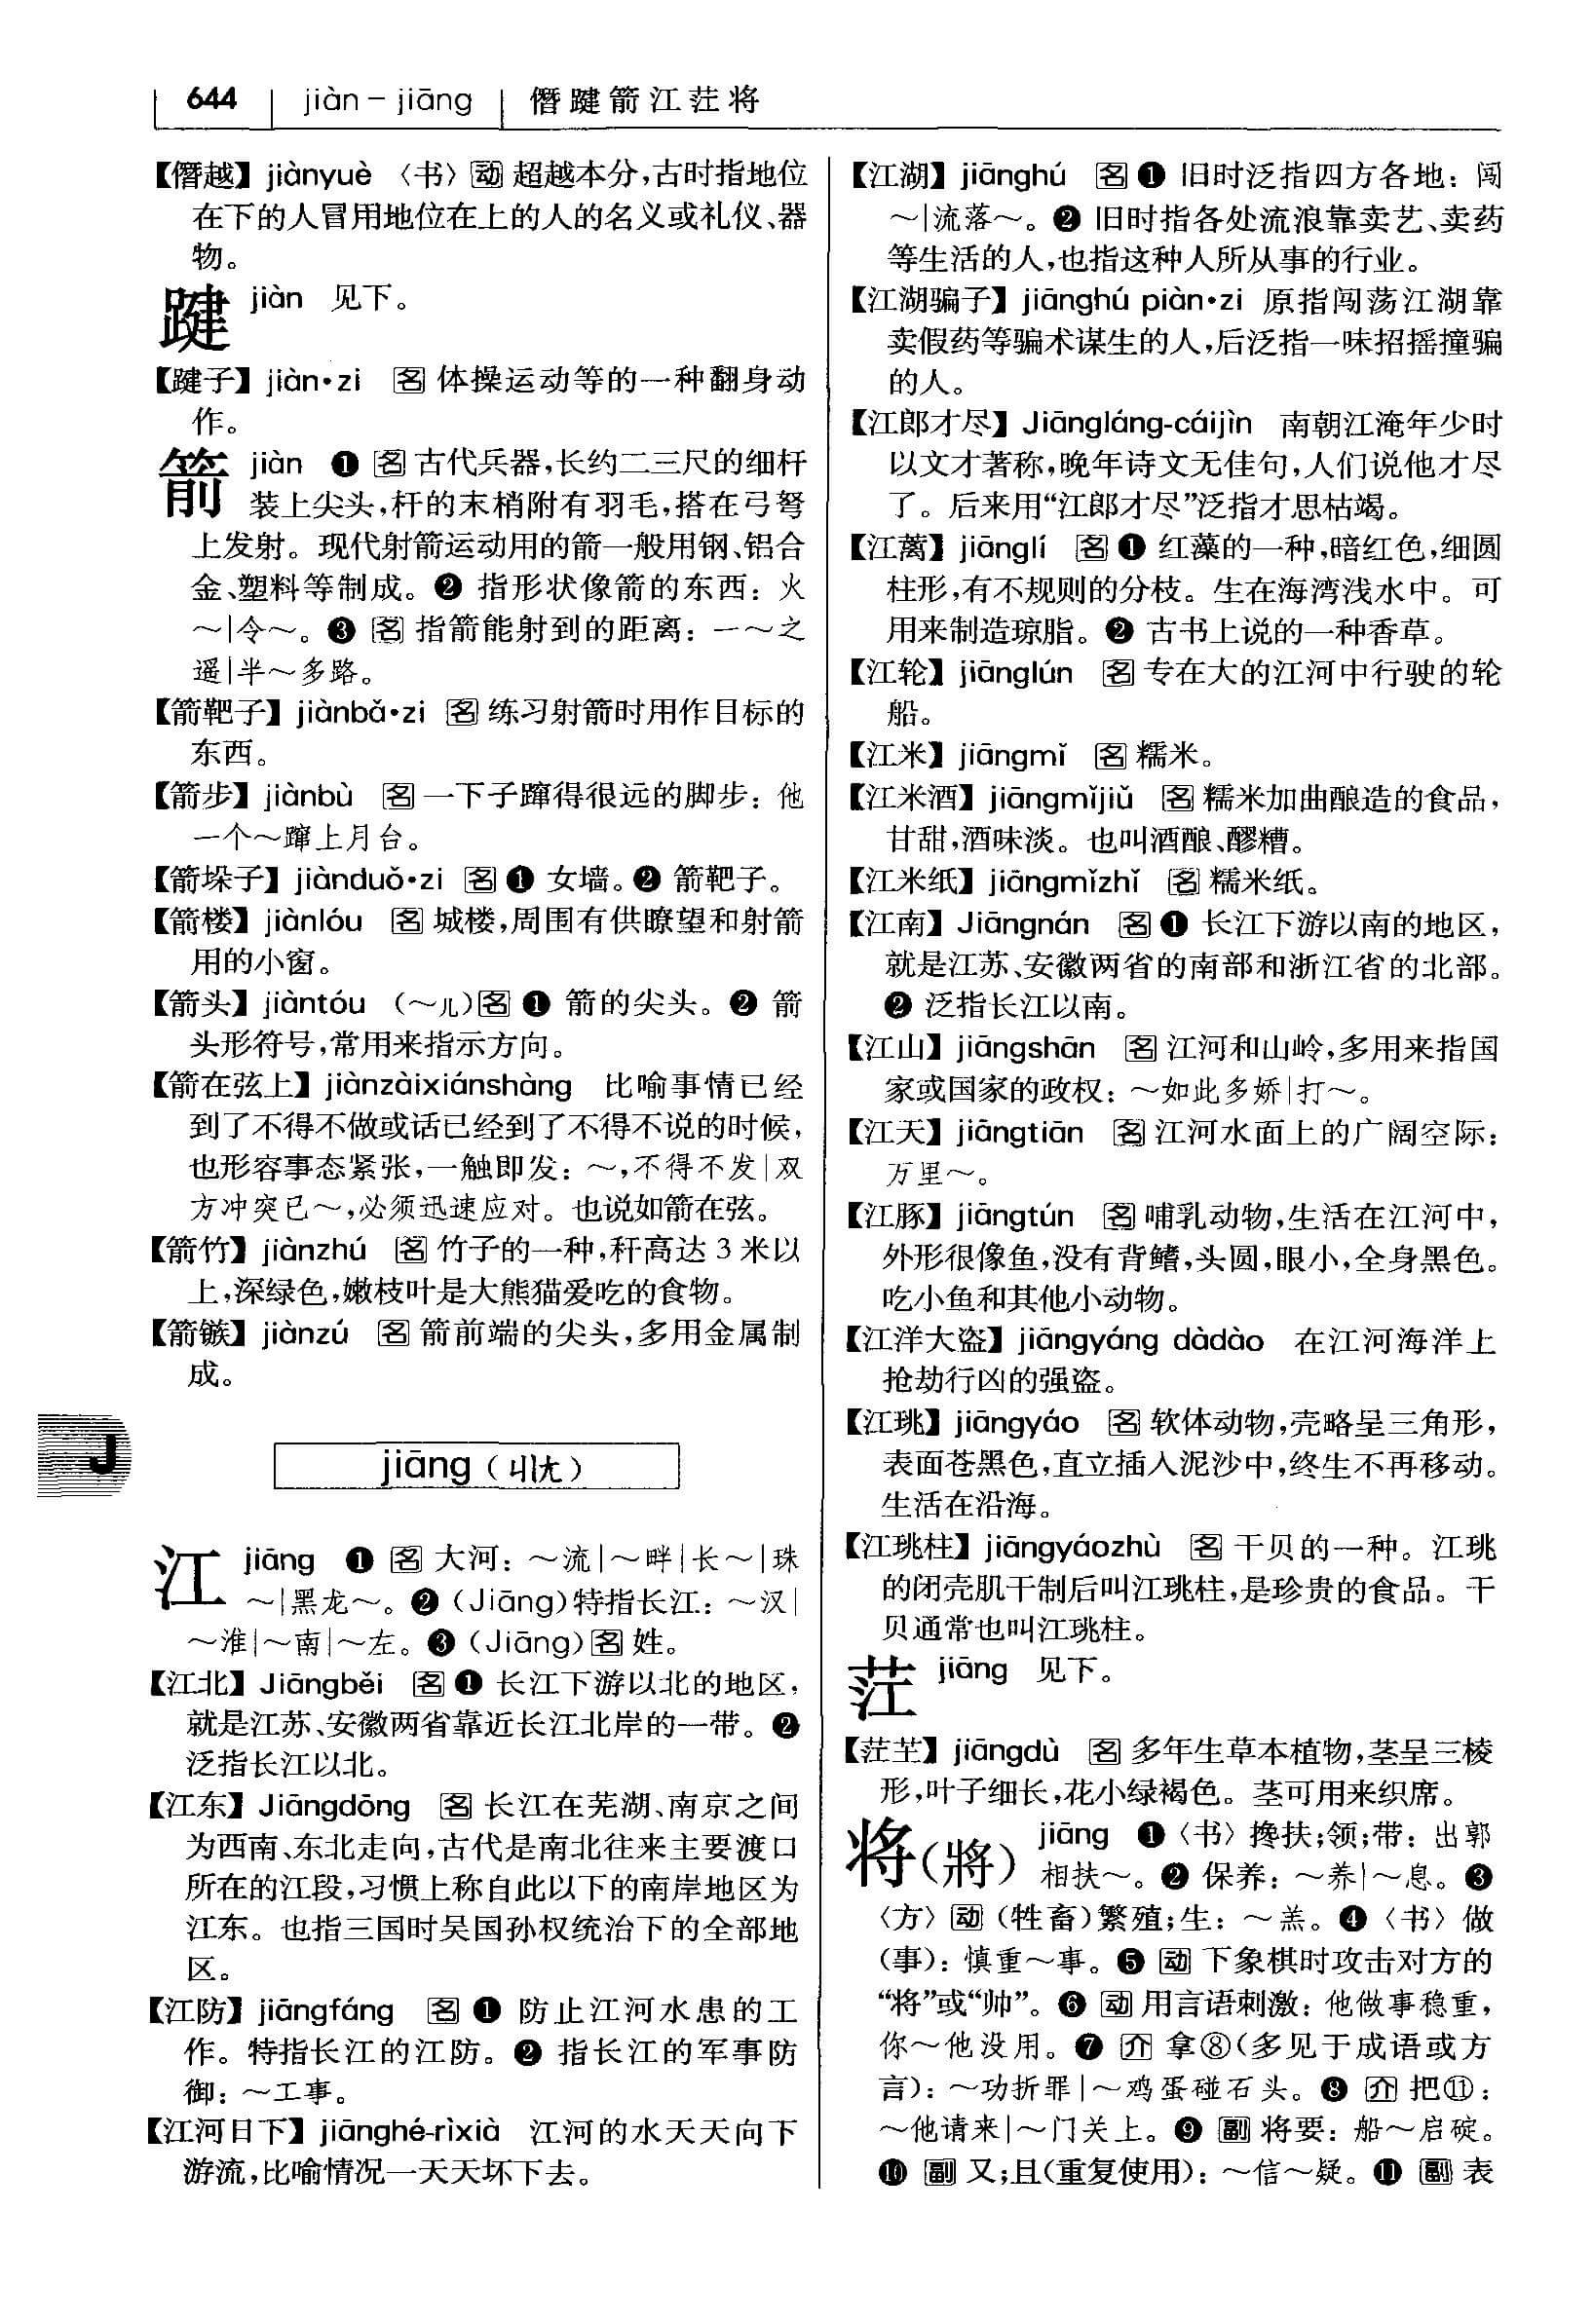 644 jiàn－jiāng 僭踺箭江茳将
【僭越】jiànyuè 〈书〉动 超越本分，古时指地位
在下的人冒用地位在上的人的名义或礼仪、器
物。
踺 jiàn 见下。
【踺子】jiàn·zi 名 体操运动等的一种翻身动
作。
箭 jiàn ❶ 名 古代兵器，长约二三尺的细杆
装上尖头，杆的末梢附有羽毛，搭在弓弩
上发射。现代射箭运动用的箭一般用钢、铝合
金、塑料等制成。❷ 指形状像箭的东西：火
～|令～。❸ 名 指箭能射到的距离：一～之
遥|半～多路。
【箭靶子】jiànbǎ·zi 名 练习射箭时用作目标的
东西。
【箭步】jiànbù 名 一下子蹿得很远的脚步：他
一个～蹿上月台。
【箭垛子】jiànduǒ·zi 名 ❶ 女墙。❷ 箭靶子。
【箭楼】jiànlóu 名 城楼，周围有供瞭望和射箭
用的小窗。
【箭头】jiàntóu （～儿）名 ❶ 箭的尖头。❷ 箭
头形符号，常用来指示方向。
【箭在弦上】jiànzàixiánshàng 比喻事情已经
到了不得不做或话已经到了不得不说的时候，
也形容事态紧张，一触即发：～，不得不发|双
方冲突已～，必须迅速应对。也说如箭在弦。
【箭竹】jiànzhú 名 竹子的一种，秆高达 3 米以
上，深绿色，嫩枝叶是大熊猫爱吃的食物。
【箭镞】jiànzú 名 箭前端的尖头，多用金属制
成。
J
jiāng（ㄐㄧㄤ）
江 jiāng ❶ 名 大河：～流|～畔|长～|珠
～|黑龙～。❷（Jiāng）特指长江：～汉|
～淮|～南|～左。❸（Jiāng）名 姓。
【江北】Jiāngběi 名 ❶ 长江下游以北的地区，
就是江苏、安徽两省靠近长江北岸的一带。❷
泛指长江以北。
【江东】Jiāngdōng 名 长江在芜湖、南京之间
为西南、东北走向，古代是南北往来主要渡口
所在的江段，习惯上称自此以下的南岸地区为
江东。也指三国时吴国孙权统治下的全部地
区。
【江防】jiāngfáng 名 ❶ 防止江河水患的工
作。特指长江的江防。❷ 指长江的军事防
御：～工事。
【江河日下】jiānghé-rìxià 江河的水天天向下
游流，比喻情况一天天坏下去。
【江湖】jiānghú 名 ❶ 旧时泛指四方各地：闯
～|流落～。❷ 旧时指各处流浪靠卖艺、卖药
等生活的人，也指这种人所从事的行业。
【江湖骗子】jiānghú piàn·zi 原指闯荡江湖靠
卖假药等骗术谋生的人，后泛指一味招摇撞骗
的人。
【江郎才尽】Jiāngláng-cáijìn 南朝江淹年少时
以文才著称，晚年诗文无佳句，人们说他才尽
了。后来用“江郎才尽”泛指才思枯竭。
【江蓠】jiānglí 名 ❶ 红藻的一种，暗红色，细圆
柱形，有不规则的分枝。生在海湾浅水中。可
用来制造琼脂。❷ 古书上说的一种香草。
【江轮】jiānglún 名 专在大的江河中行驶的轮
船。
【江米】jiāngmǐ 名 糯米。
【江米酒】jiāngmǐjiǔ 名 糯米加曲酿造的食品，
甘甜，酒味淡。也叫酒酿、醪糟。
【江米纸】jiāngmǐzhǐ 名 糯米纸。
【江南】Jiāngnán 名 ❶ 长江下游以南的地区，
就是江苏、安徽两省的南部和浙江省的北部。
❷ 泛指长江以南。
【江山】jiāngshān 名 江河和山岭，多用来指国
家或国家的政权：～如此多娇|打～。
【江天】jiāngtiān 名 江河水面上的广阔空际：
万里～。
【江豚】jiāngtún 名 哺乳动物，生活在江河中，
外形很像鱼，没有背鳍，头圆，眼小，全身黑色。
吃小鱼和其他小动物。
【江洋大盗】jiāngyáng dàdào 在江河海洋上
抢劫行凶的强盗。
【江珧】jiāngyáo 名 软体动物，壳略呈三角形，
表面苍黑色，直立插入泥沙中，终生不再移动。
生活在沿海。
【江珧柱】jiāngyáozhù 名 干贝的一种。江珧
的闭壳肌干制后叫江珧柱，是珍贵的食品。干
贝通常也叫江珧柱。
茳 jiāng 见下。
【茳芏】jiāngdù 名 多年生草本植物，茎呈三棱
形，叶子细长，花小绿褐色。茎可用来织席。
将（將） jiāng ❶〈书〉搀扶；领；带：出郭
相扶～。❷ 保养：～养|～息。❸
〈方〉动（牲畜）繁殖；生：～羔。❹〈书〉做
（事）：慎重～事。❺ 动 下象棋时攻击对方的
“将”或“帅”。❻ 动 用言语刺激：他做事稳重，
你～他没用。❼ 介 拿⑧（多见于成语或方
言）：～功折罪|～鸡蛋碰石头。❽ 介 把⑪：
～他请来|～门关上。❾ 副 将要：船～启碇。
❿ 副 又；且（重复使用）：～信～疑。⓫ 副 表